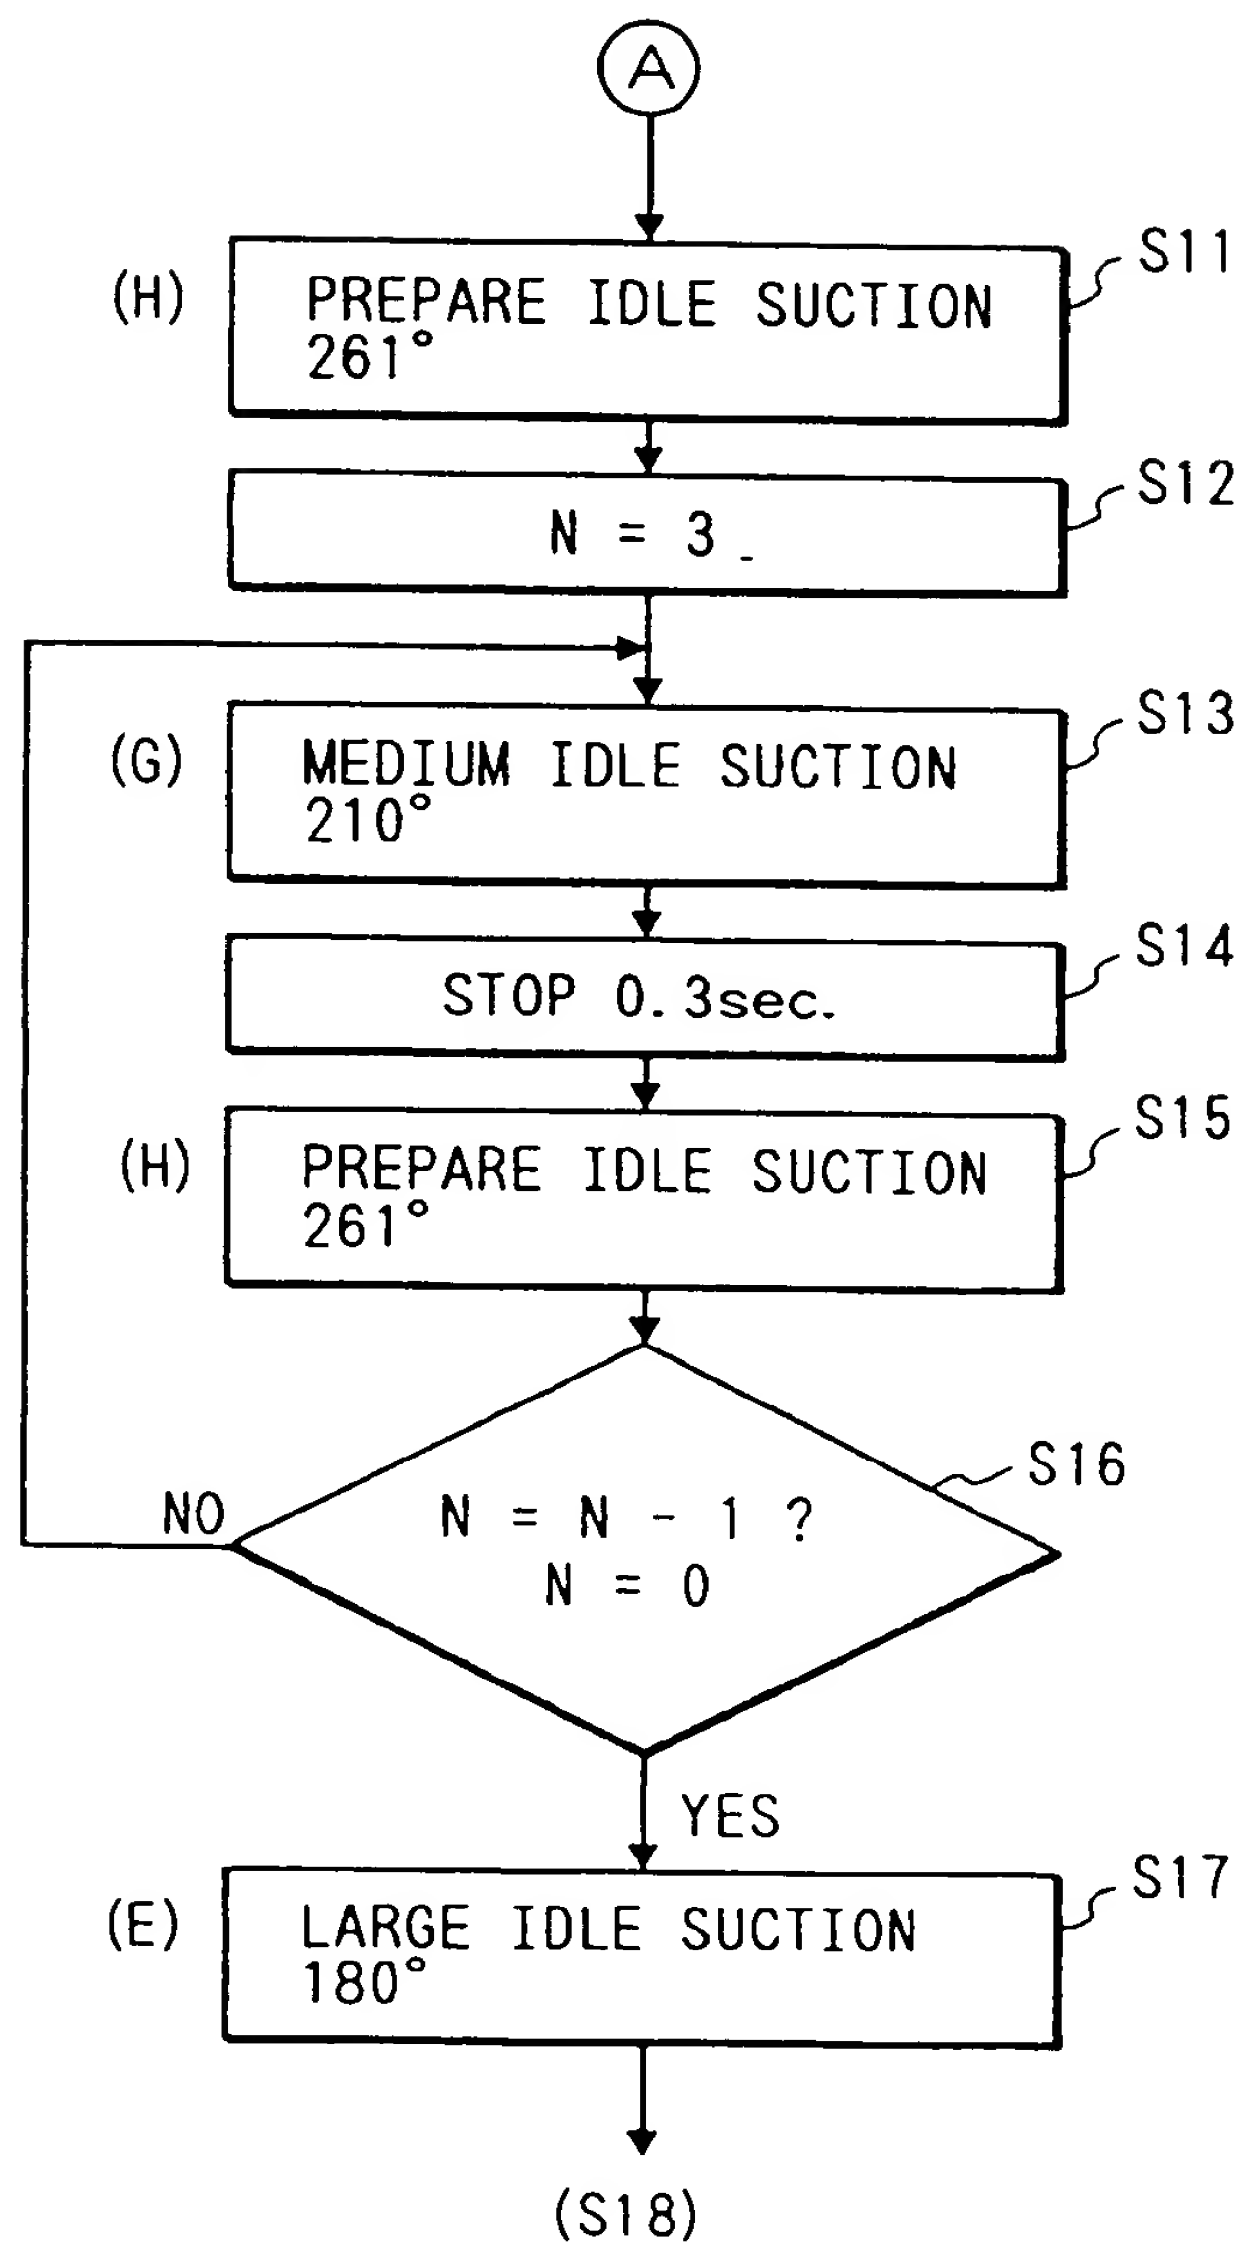 A
(H)
PREPARE IDLE SUCTION
261°
S11
N = 3
S12
(G)
MEDIUM IDLE SUCTION
210°
S13
STOP 0.3sec.
S14
(H)
PREPARE IDLE SUCTION
261°
S15
NO
N = N - 1 ?
N = 0
S16
YES
(E)
LARGE IDLE SUCTION
180°
S17
(S18)